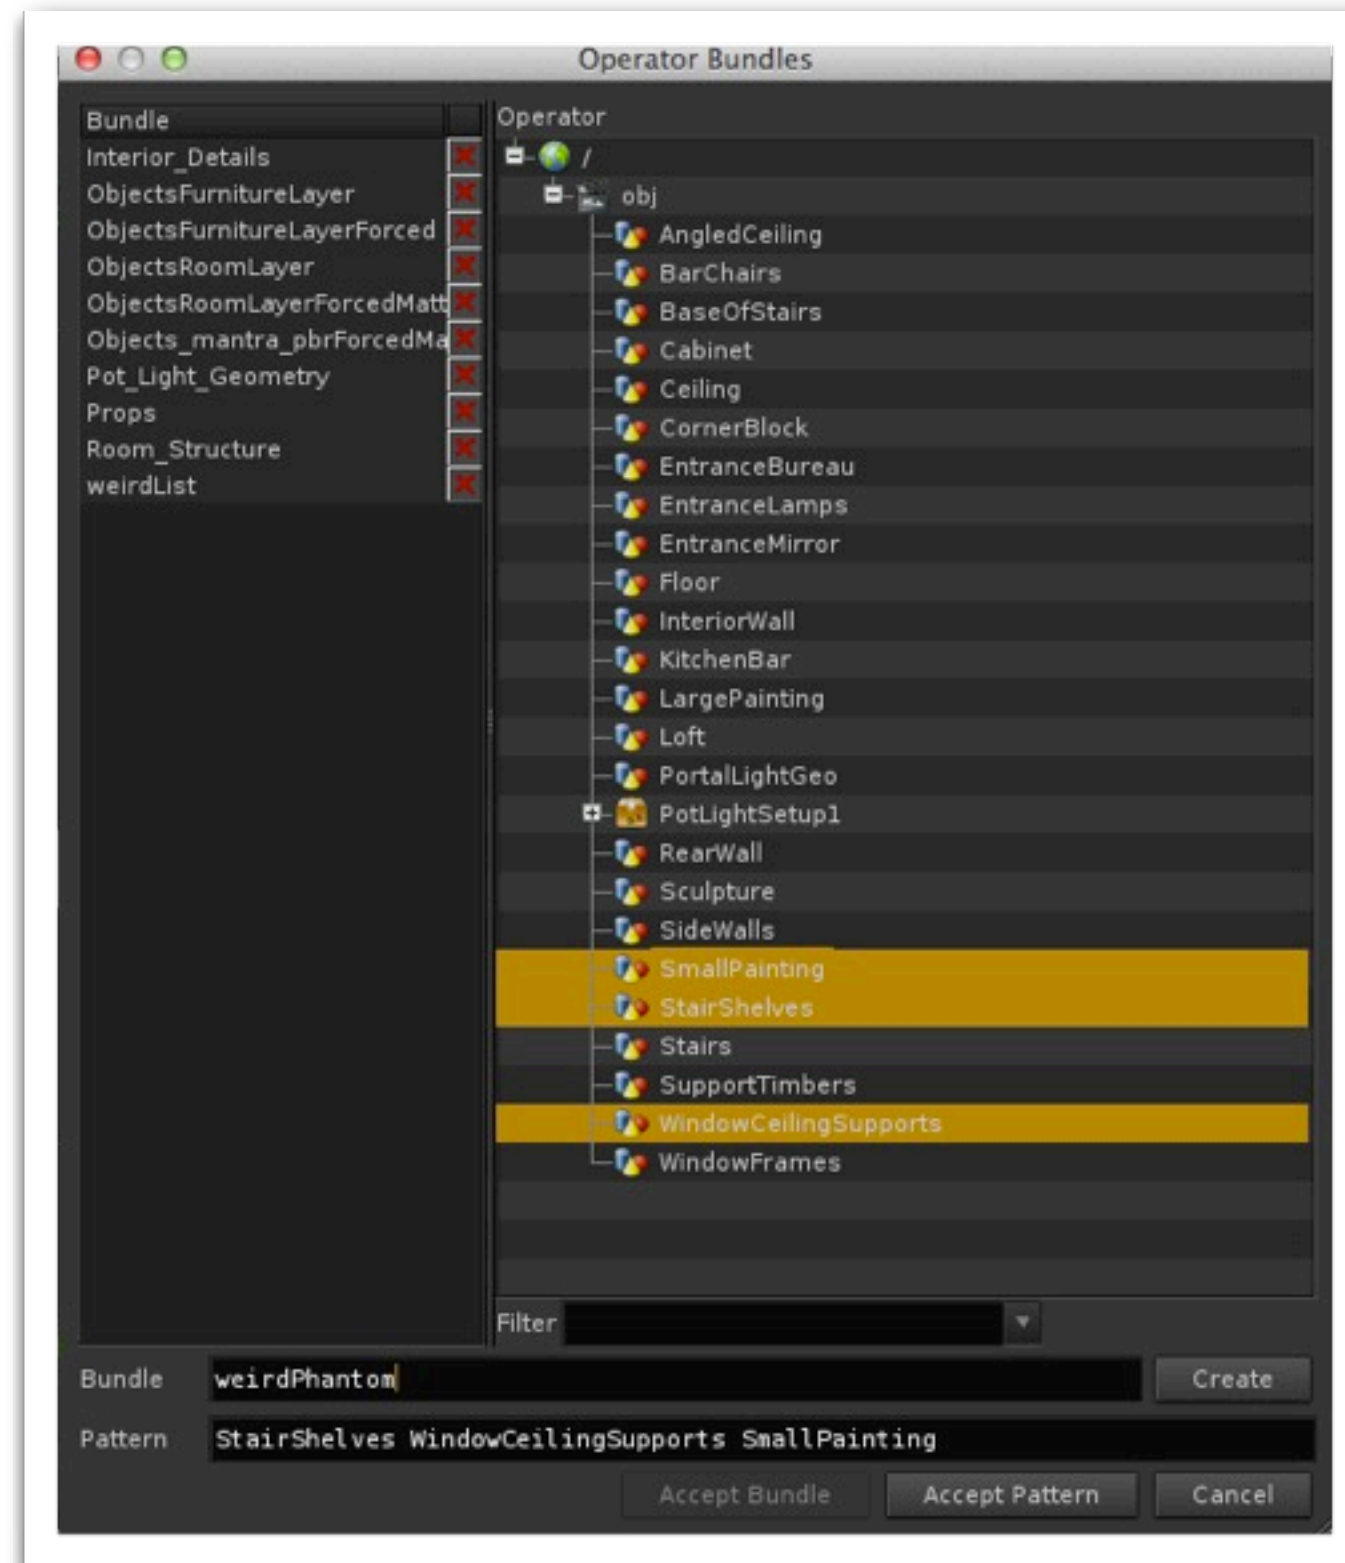 Operator Bundles
Bundle
Interior_Details
ObjectsFurnitureLayer
ObjectsFurnitureLayerForced
ObjectsRoomLayer
ObjectsRoomLayerForcedMatt
Objects_mantra_pbrForcedMa
Pot_Light_Geometry
Props
Room_Structure
weirdList
Operator
/
obj
AngledCeiling
BarChairs
BaseOfStairs
Cabinet
Ceiling
CornerBlock
EntranceBureau
EntranceLamps
EntranceMirror
Floor
InteriorWall
KitchenBar
LargePainting
Loft
PortalLightGeo
PotLightSetup1
RearWall
Sculpture
SideWalls
SmallPainting
StairShelves
Stairs
SupportTimbers
WindowCeilingSupports
WindowFrames
Filter
Bundle weirdPhantom Create
Pattern StairShelves WindowCeilingSupports SmallPainting
Accept Bundle Accept Pattern Cancel